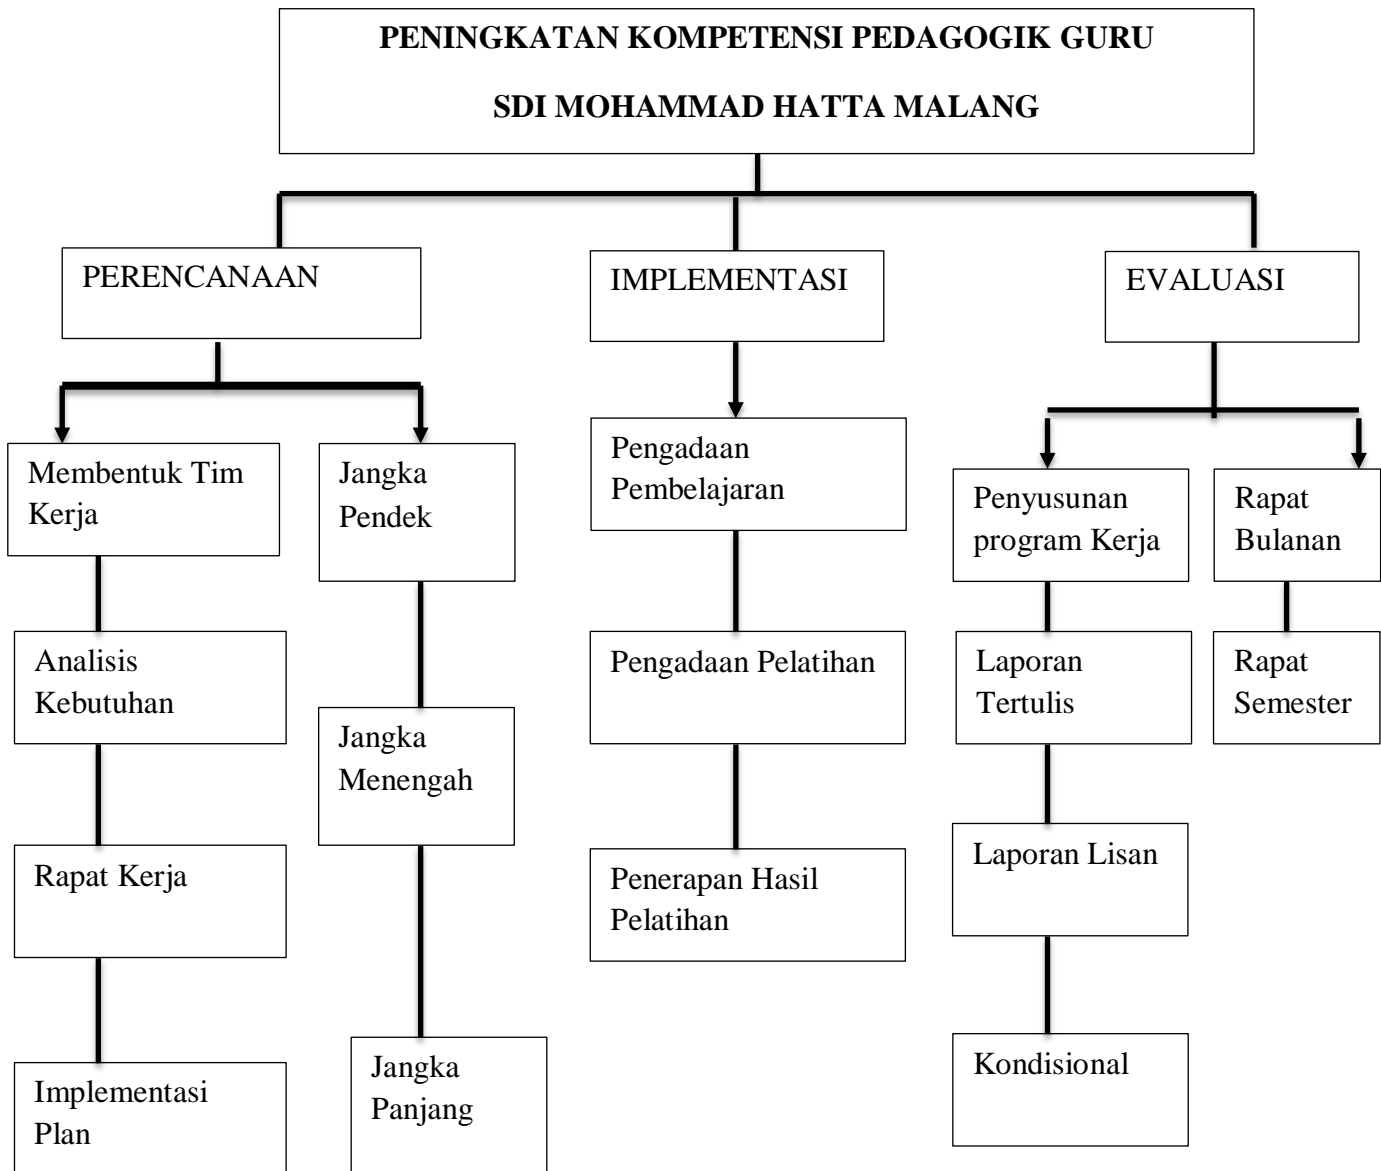 PENINGKATAN KOMPETENSI PEDAGOGIK GURU
SDI MOHAMMAD HATTA MALANG
PERENCANAAN
IMPLEMENTASI
EVALUASI
Membentuk Tim
Kerja
Analisis
Kebutuhan
Rapat Kerja
Implementasi
Plan
Jangka
Pendek
Jangka
Menengah
Jangka
Panjang
Pengadaan
Pembelajaran
Pengadaan Pelatihan
Penerapan Hasil
Pelatihan
Penyusunan
program Kerja
Laporan
Tertulis
Laporan Lisan
Kondisional
Rapat
Bulanan
Rapat
Semester